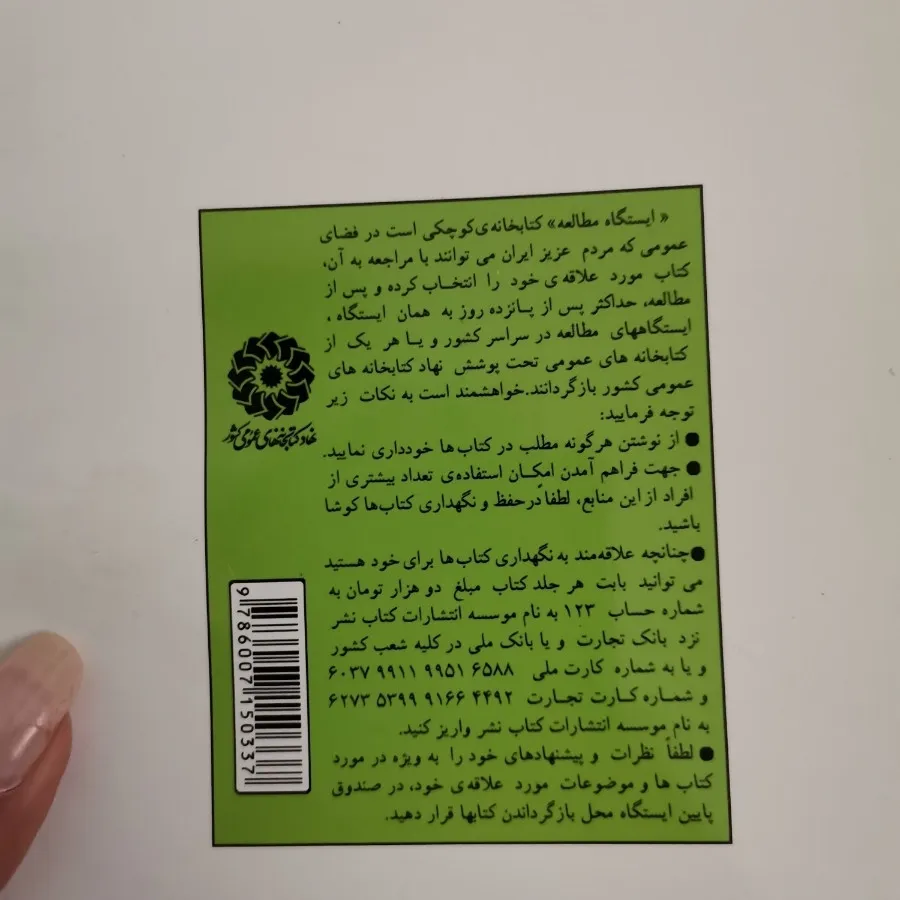 « ایستگاه مطالعه» کتابخانه‌ی کوچکی است در فضای
عمومی که مردم عزیز ایران می توانند با مراجعه به آن،
کتاب مورد علاقه‌ی خود را انتخاب کرده و پس از
مطالعه، حداکثر پس از پانزده روز به همان ایستگاه ،
ایستگاههای مطالعه در سراسر کشور و یا هر یک از
کتابخانه های عمومی تحت پوشش نهاد کتابخانه های
عمومی کشور بازگردانند.خواهشمند است به نکات زیر
توجه فرمایید:
● از نوشتن هرگونه مطلب در کتاب‌ها خودداری نمایید.
● جهت فراهم آمدن امکان استفاده‌ی تعداد بیشتری از
افراد از این منابع، لطفاً درحفظ و نگهداری کتاب‌ها کوشا
باشید.
●چنانچه علاقه‌مند به نگهداری کتاب‌ها برای خود هستید
می توانید بابت هر جلد کتاب مبلغ دو هزار تومان به
شماره حساب ۱۲۳ به نام موسسه انتشارات کتاب نشر
نزد بانک تجارت و یا بانک ملی در کلیه شعب کشور
و یا به شماره کارت ملی ۶۰۳۷ ۹۹۱۱ ۹۹۵۱ ۶۵۸۸
و شماره کارت تجارت ۶۲۷۳ ۵۳۹۹ ۹۱۶۶ ۴۴۹۲
به نام موسسه انتشارات کتاب نشر واریز کنید.
● لطفاً نظرات و پیشنهادهای خود را به ویژه در مورد
کتاب ها و موضوعات مورد علاقه‌ی خود، در صندوق
پایین ایستگاه محل بازگرداندن کتابها قرار دهید.
نهاد کتابخانه‌های عمومی کشور
9 786007 150337